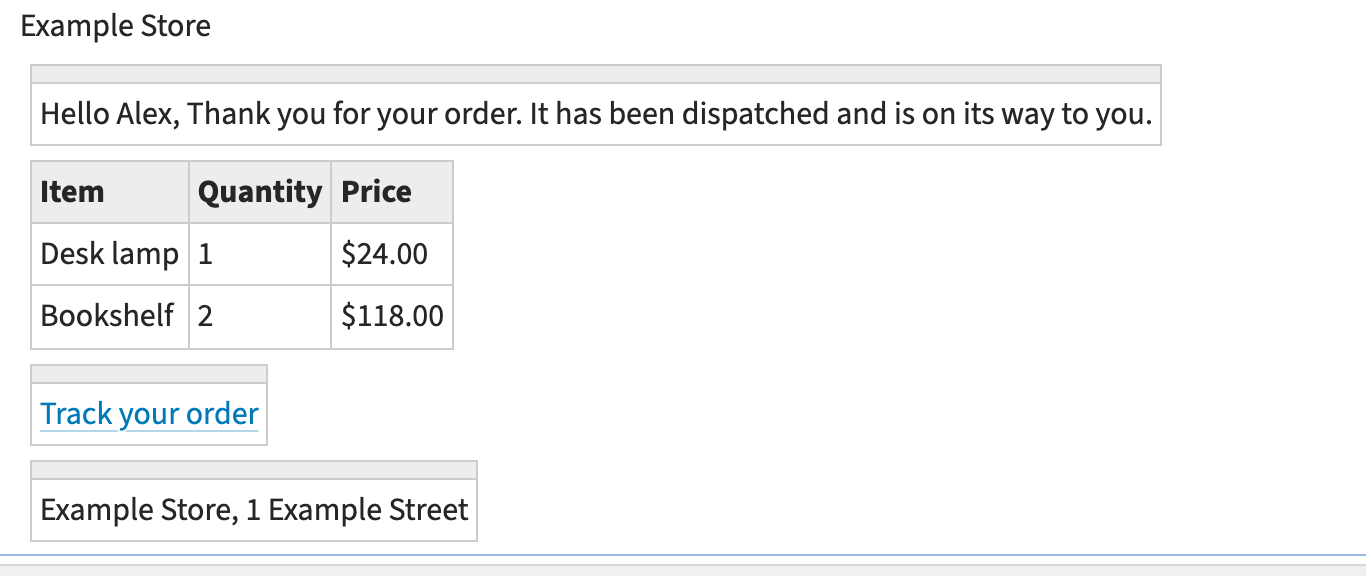 Example Store
Hello Alex, Thank you for your order. It has been dispatched and is on its way to you.
Item Quantity Price
Desk lamp 1 $24.00
Bookshelf 2 $118.00
Track your order
Example Store, 1 Example Street